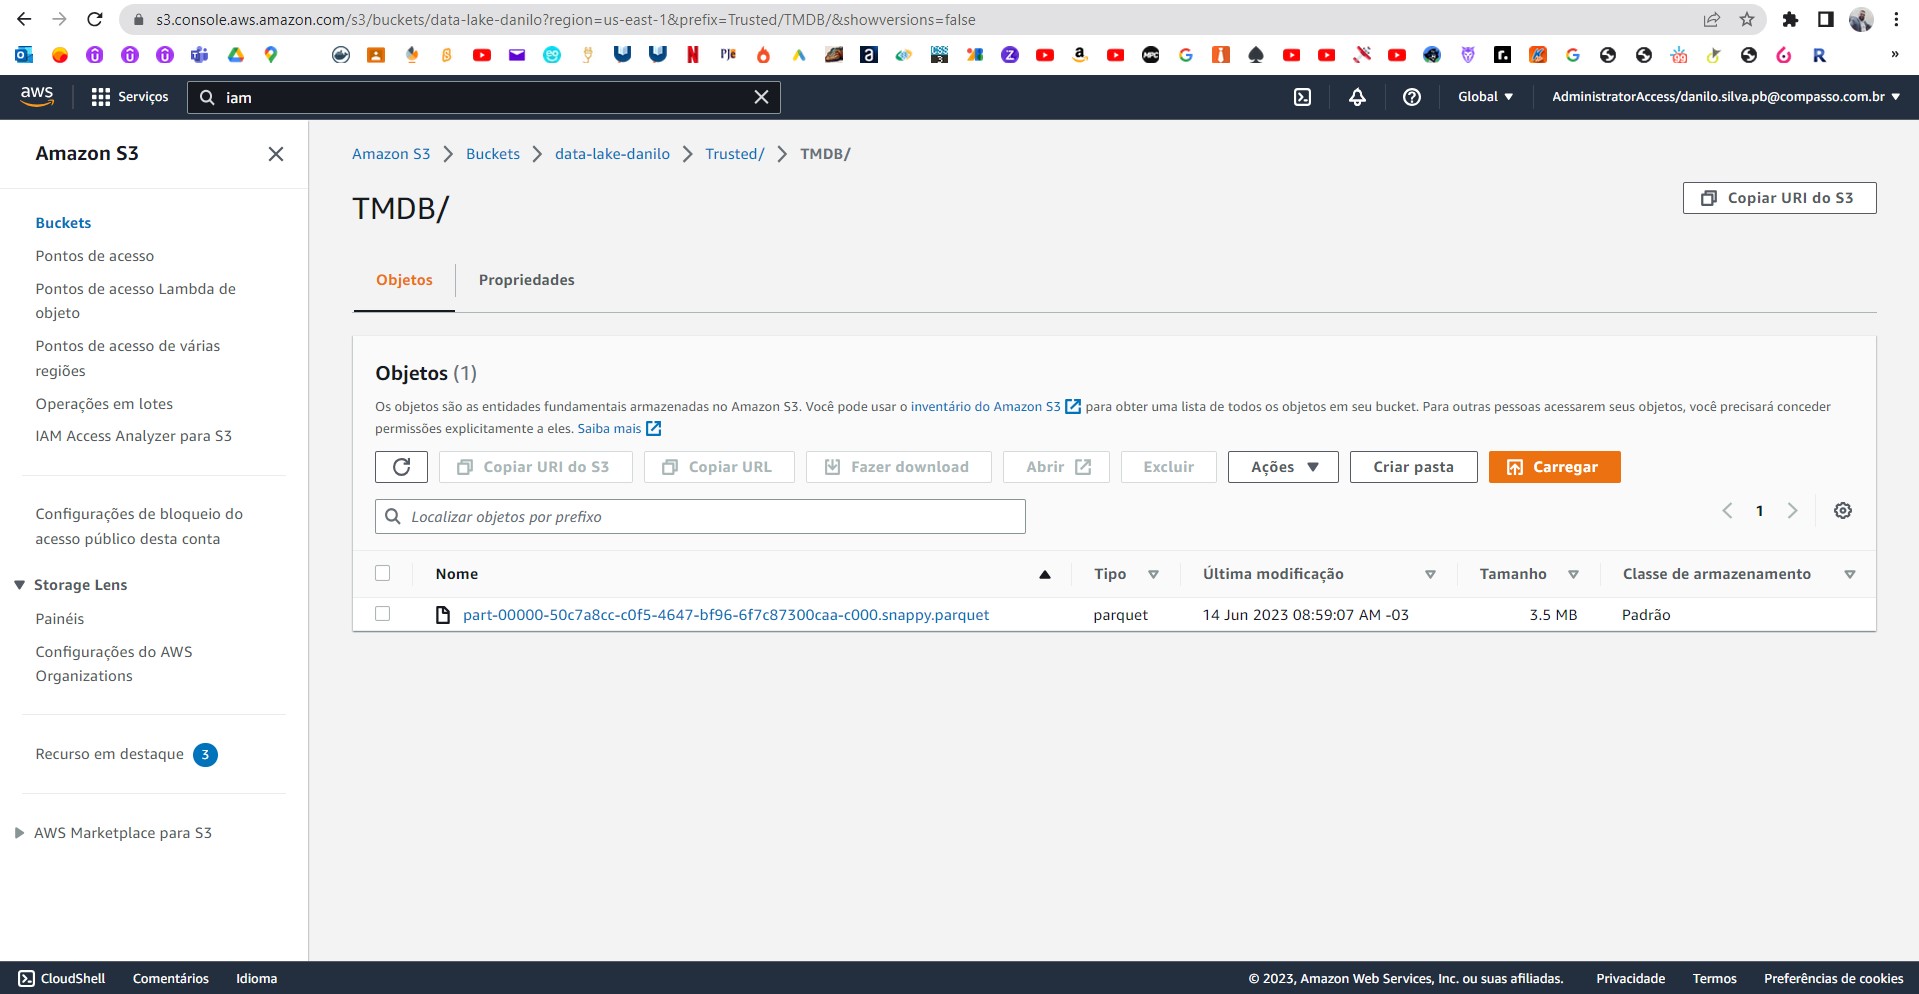 s3.console.aws.amazon.com/s3/buckets/data-lake-danilo?region=us-east-1&prefix=Trusted/TMDB/&showversions=false
aws
Serviços
iam
Global
AdministratorAccess/danilo.silva.pb@compasso.com.br
Amazon S3
Buckets
Pontos de acesso
Pontos de acesso Lambda de
objeto
Pontos de acesso de várias
regiões
Operações em lotes
IAM Access Analyzer para S3
Configurações de bloqueio do
acesso público desta conta
Storage Lens
Painéis
Configurações do AWS
Organizations
Recurso em destaque 3
AWS Marketplace para S3
Amazon S3 Buckets data-lake-danilo Trusted/ TMDB/
TMDB/
Copiar URI do S3
Objetos Propriedades
Objetos (1)
Os objetos são as entidades fundamentais armazenadas no Amazon S3. Você pode usar o inventário do Amazon S3 para obter uma lista de todos os objetos em seu bucket. Para outras pessoas acessarem seus objetos, você precisará conceder
permissões explicitamente a eles. Saiba mais
Copiar URI do S3 Copiar URL Fazer download Abrir Excluir Ações Criar pasta Carregar
Localizar objetos por prefixo
1
Nome Tipo Última modificação Tamanho Classe de armazenamento
part-00000-50c7a8cc-c0f5-4647-bf96-6f7c87300caa-c000.snappy.parquet parquet 14 Jun 2023 08:59:07 AM -03 3.5 MB Padrão
CloudShell Comentários Idioma
© 2023, Amazon Web Services, Inc. ou suas afiliadas. Privacidade Termos Preferências de cookies